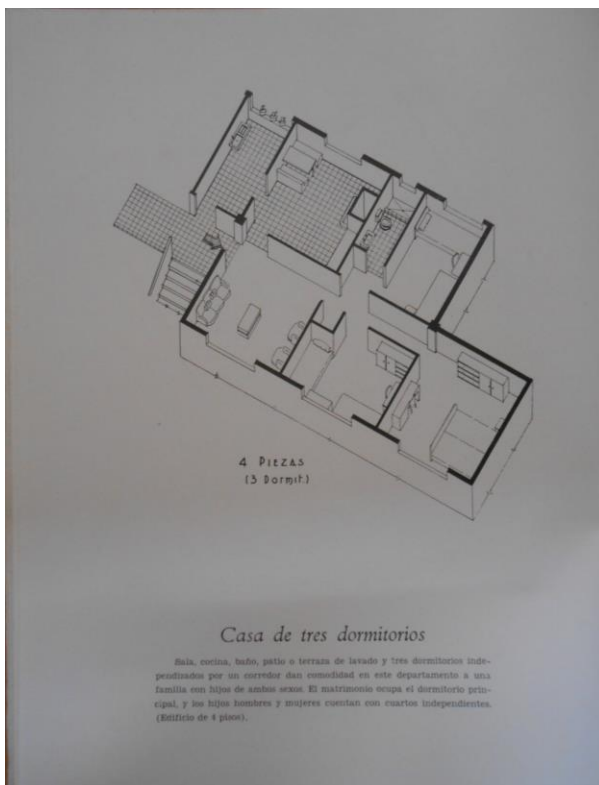 4 PIEZAS
(3 Dormit.)
Casa de tres dormitorios
Sala, cocina, baño, patio o terraza de lavado y tres dormitorios inde-
pendizados por un corredor dan comodidad en este departamento a una
familia con hijos de ambos sexos. El matrimonio ocupa el dormitorio prin-
cipal, y los hijos hombres y mujeres cuentan con cuartos independientes.
(Edificio de 4 pisos).